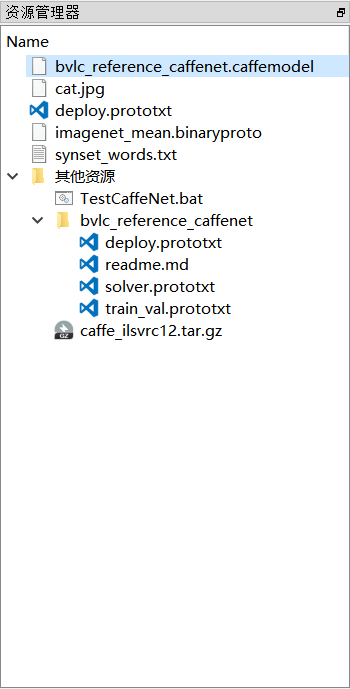 资源管理器
Name
bvlc_reference_caffenet.caffemodel
cat.jpg
deploy.prototxt
imagenet_mean.binaryproto
synset_words.txt
其他资源
TestCaffeNet.bat
bvlc_reference_caffenet
deploy.prototxt
readme.md
solver.prototxt
train_val.prototxt
caffe_ilsvrc12.tar.gz